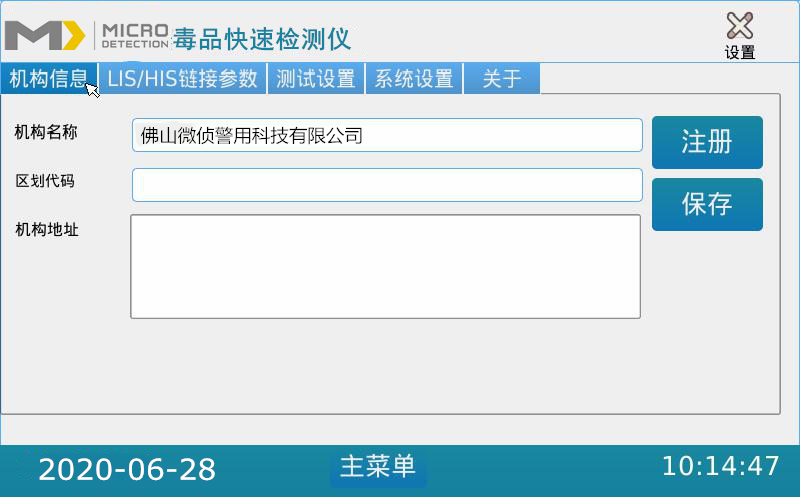 MD MICRO DETECTION 毒品快速检测仪
设置
机构信息 LIS/HIS链接参数 测试设置 系统设置 关于
机构名称 佛山微侦警用科技有限公司 注册
区划代码
保存
机构地址
2020-06-28 主菜单 10:14:47